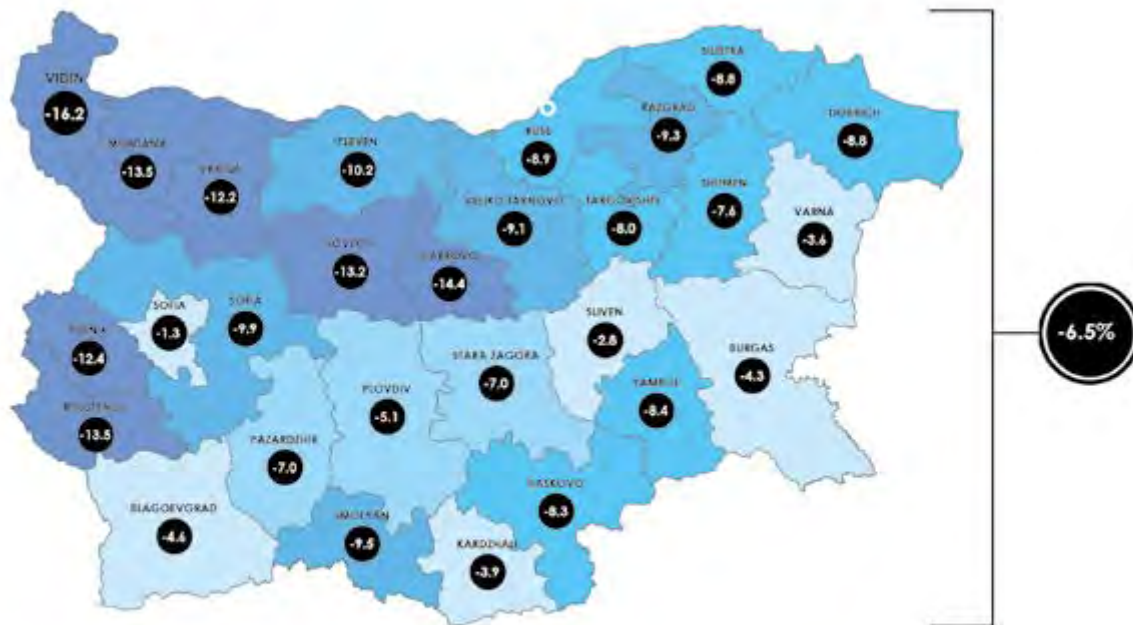 VIDIN
-16.2
MONTANA
-13.5
VRATSA
-12.2
PLEVEN
-10.2
LOVECH
-13.2
GABROVO
-14.4
VELIKO TARNOVO
-9.1
RUSE
-8.9
RAZGRAD
-9.3
SILISTRA
-8.8
DOBRICH
-8.8
TARGOVISHTE
-8.0
SHUMEN
-7.6
VARNA
-3.6
SOFIA
-1.3
SOFIA
-9.9
PERNIK
-12.4
KYUSTENDIL
-13.5
BLAGOEVGRAD
-4.6
PAZARDZHIK
-7.0
PLOVDIV
-5.1
STARA ZAGORA
-7.0
SLIVEN
-2.8
BURGAS
-4.3
YAMBOL
-8.4
HASKOVO
-8.3
SMOLYAN
-9.5
KARDZHALI
-3.9
-6.5%